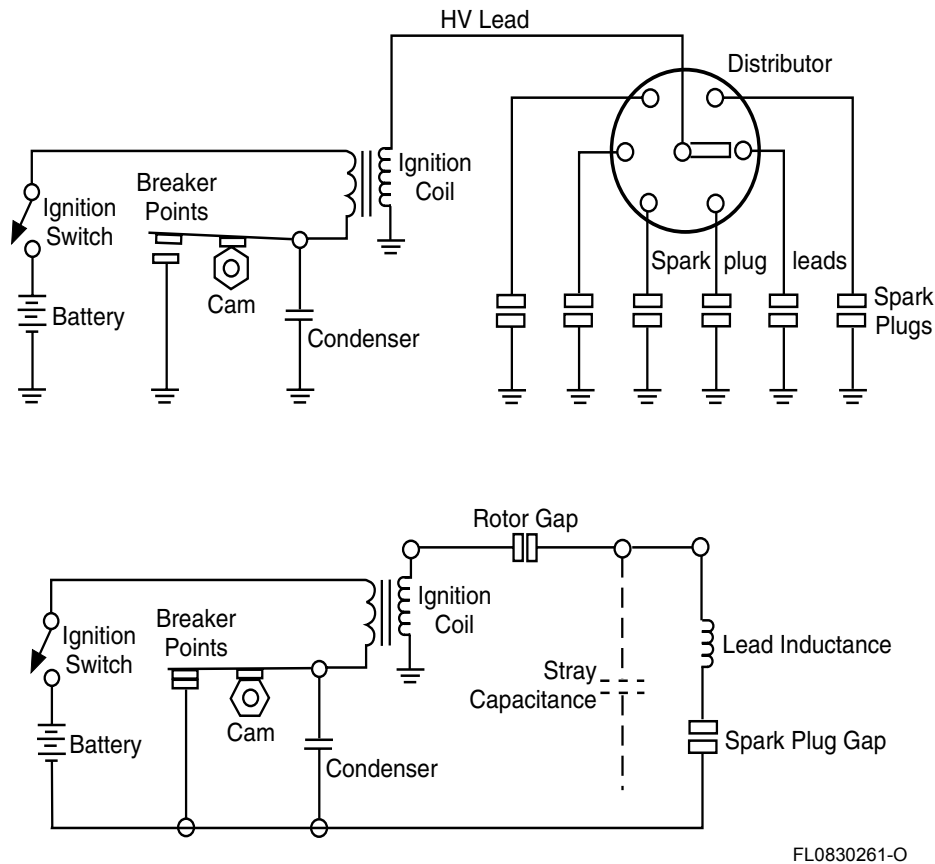 HV Lead
Distributor
Ignition
Coil
Breaker
Points
Ignition
Switch
Cam
Battery
Condenser
Spark plug leads
Spark
Plugs
Rotor Gap
Ignition
Coil
Breaker
Points
Ignition
Switch
Lead Inductance
Stray
Capacitance
Cam
Battery
Condenser
Spark Plug Gap
FL0830261-O